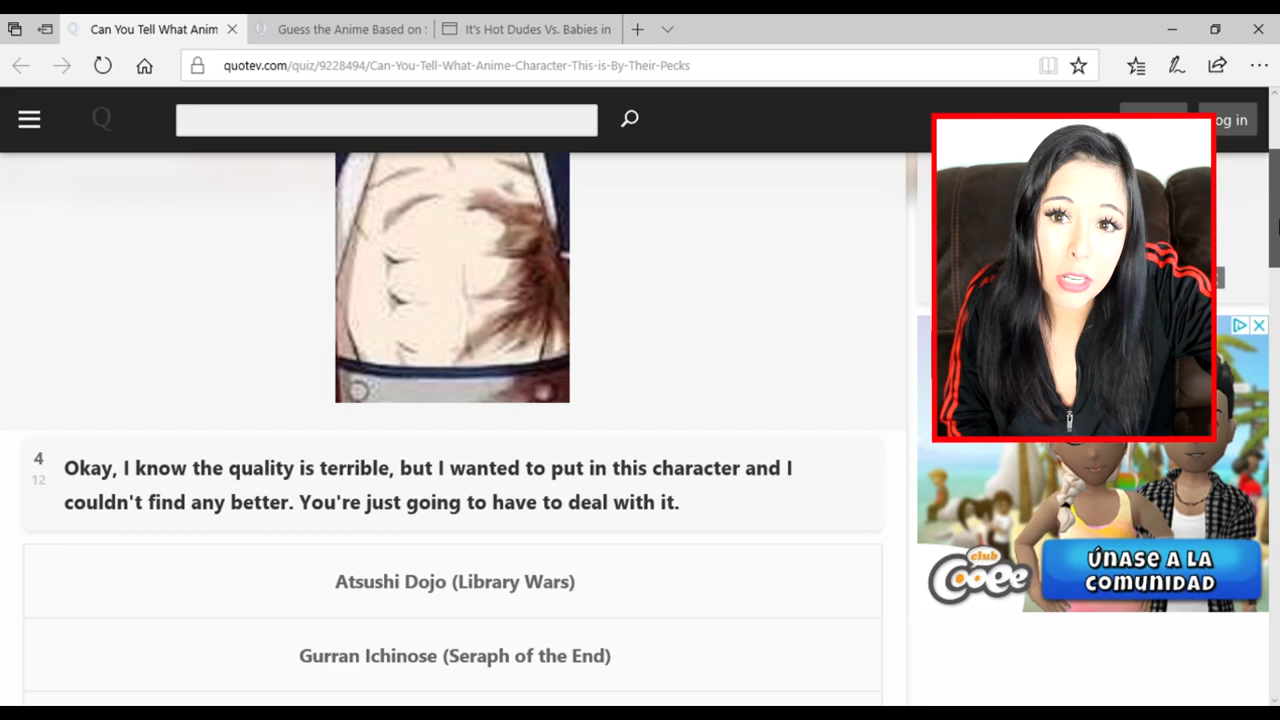 Can You Tell What Anim
Guess the Anime Based on
It's Hot Dudes Vs. Babies in
quotev.com/quiz/9228494/Can-You-Tell-What-Anime-Character-This-is-By-Their-Pecks
Q
og in
4
12
Okay, I know the quality is terrible, but I wanted to put in this character and I
couldn't find any better. You're just going to have to deal with it.
Atsushi Dojo (Library Wars)
Gurran Ichinose (Seraph of the End)
club
Cooee
ÚNASE A LA
COMUNIDAD